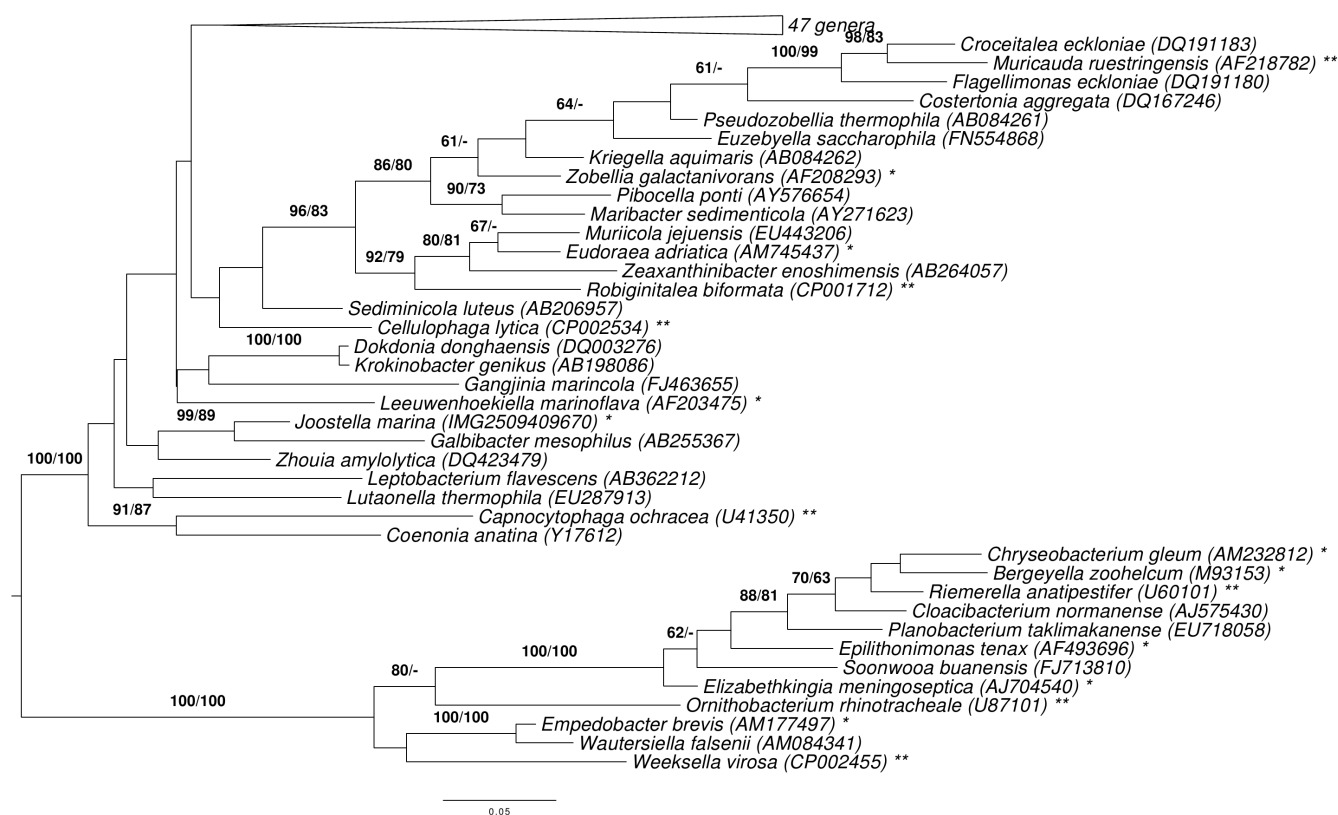 47 genera
98/83
Croceitalea eckloniae (DQ191183)
100/99
Muricauda ruestringensis (AF218782) **
61/-
Flagellimonas eckloniae (DQ191180)
Costertonia aggregata (DQ167246)
64/-
Pseudozobellia thermophila (AB084261)
Euzebyella saccharophila (FN554868)
61/-
Kriegella aquimaris (AB084262)
86/80
Zobellia galactanivorans (AF208293) *
90/73
Pibocella ponti (AY576654)
96/83
Maribacter sedimenticola (AY271623)
67/-
Muriicola jejuensis (EU443206)
80/81
Eudoraea adriatica (AM745437) *
92/79
Zeaxanthinibacter enoshimensis (AB264057)
Robiginitalea biformata (CP001712) **
Sediminicola luteus (AB206957)
Cellulophaga lytica (CP002534) **
100/100
Dokdonia donghaensis (DQ003276)
Krokinobacter genikus (AB198086)
Gangjinia marincola (FJ463655)
Leeuwenhoekiella marinoflava (AF203475) *
99/89
Joostella marina (IMG2509409670) *
Galbibacter mesophilus (AB255367)
100/100
Zhouia amylolytica (DQ423479)
Leptobacterium flavescens (AB362212)
Lutaonella thermophila (EU287913)
91/87
Capnocytophaga ochracea (U41350) **
Coenonia anatina (Y17612)
Chryseobacterium gleum (AM232812) *
70/63
Bergeyella zoohelcum (M93153) *
88/81
Riemerella anatipestifer (U60101) **
Cloacibacterium normanense (AJ575430)
62/-
Planobacterium taklimakanense (EU718058)
100/100
Epilithonimonas tenax (AF493696) *
80/-
Soonwooa buanensis (FJ713810)
Elizabethkingia meningoseptica (AJ704540) *
100/100
Ornithobacterium rhinotracheale (U87101) **
100/100
Empedobacter brevis (AM177497) *
Wautersiella falsenii (AM084341)
Weeksella virosa (CP002455) **
0.05